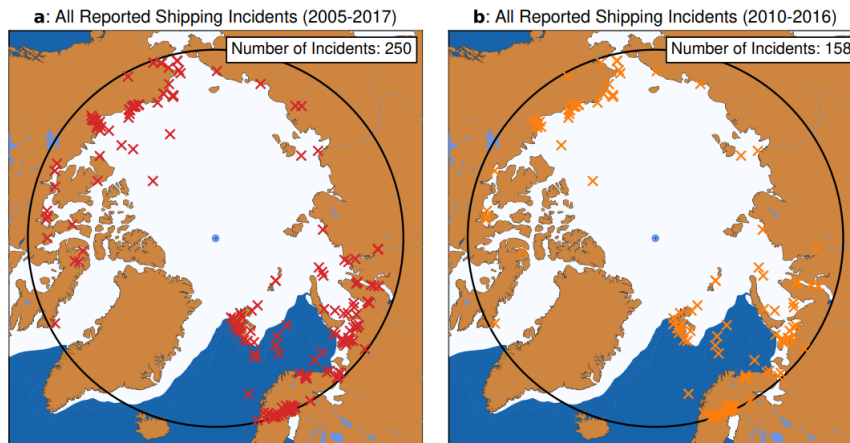 a: All Reported Shipping Incidents (2005-2017)
Number of Incidents: 250
b: All Reported Shipping Incidents (2010-2016)
Number of Incidents: 158